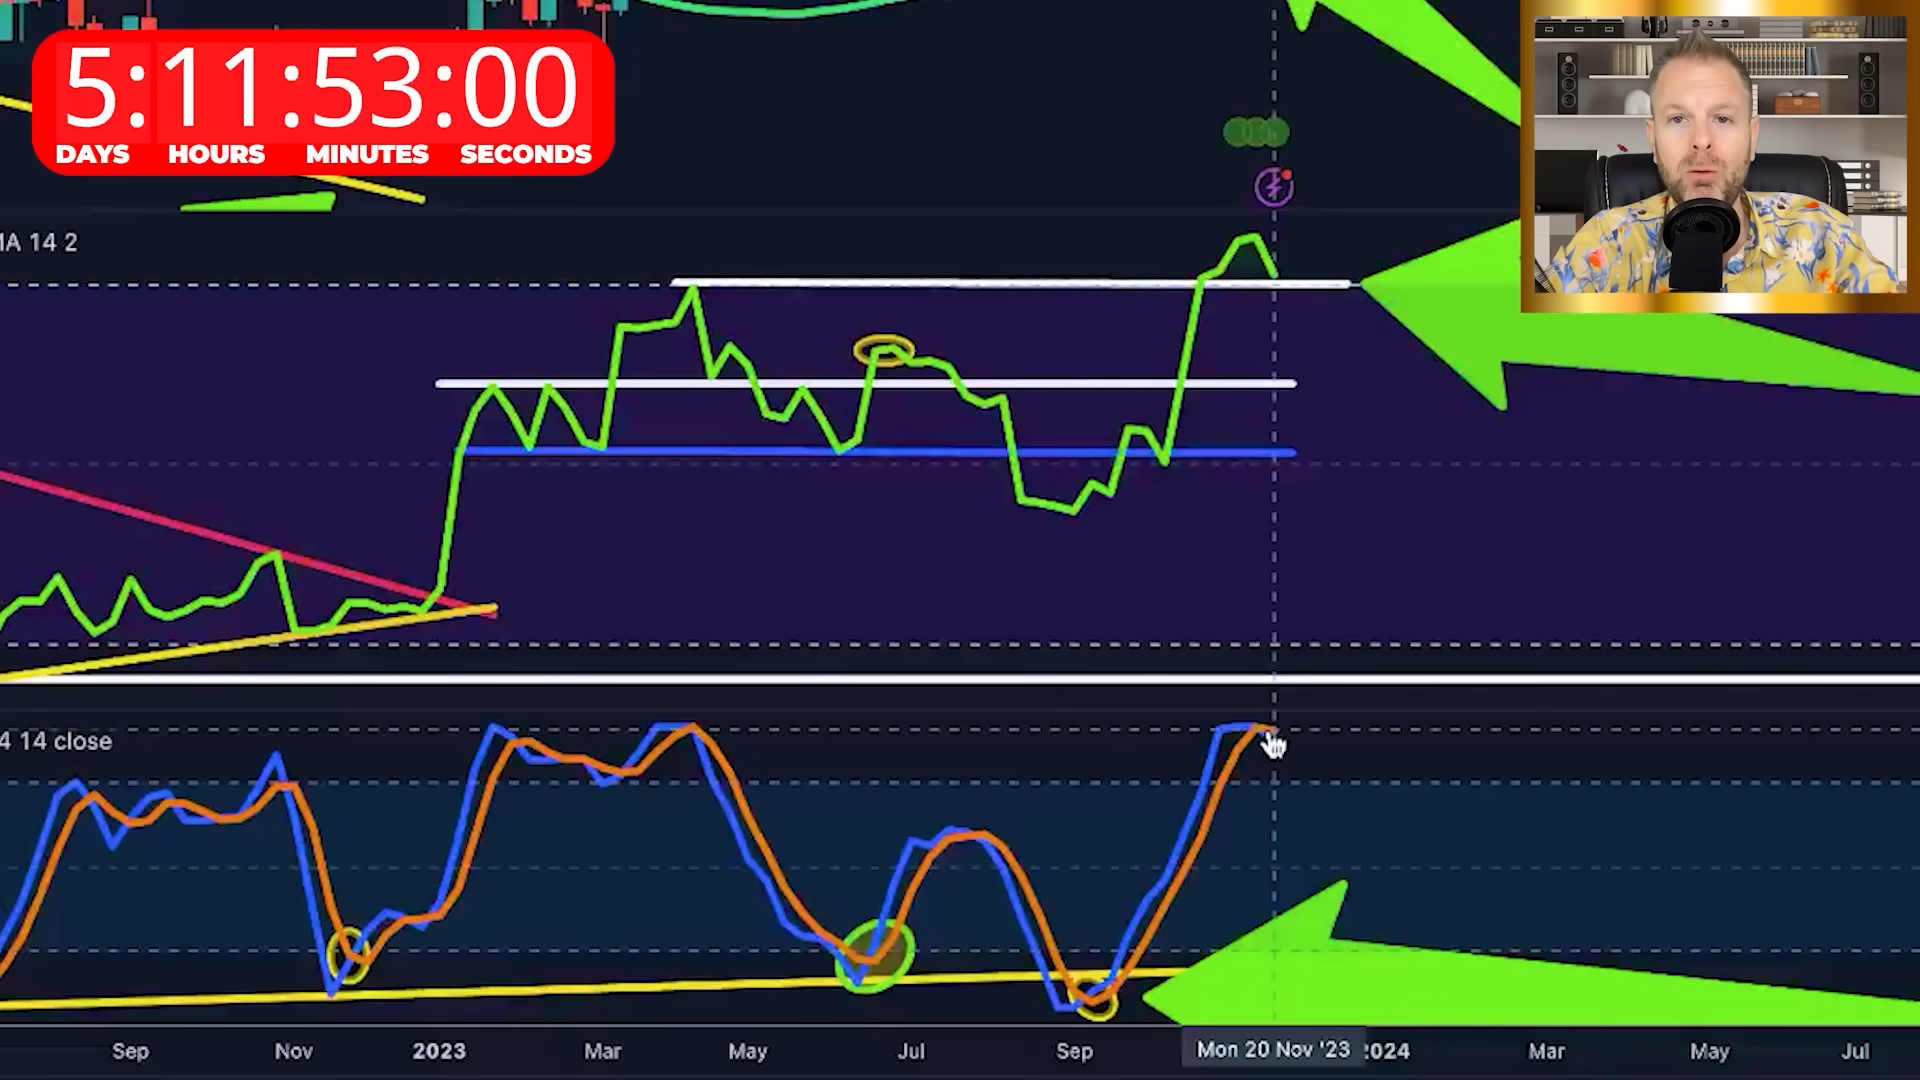 5:11:53:00
DAYS HOURS MINUTES SECONDS
MA 14 2
4 14 close
Sep Nov 2023 Mar May Jul Sep Mon 20 Nov '23 2024 Mar May Jul